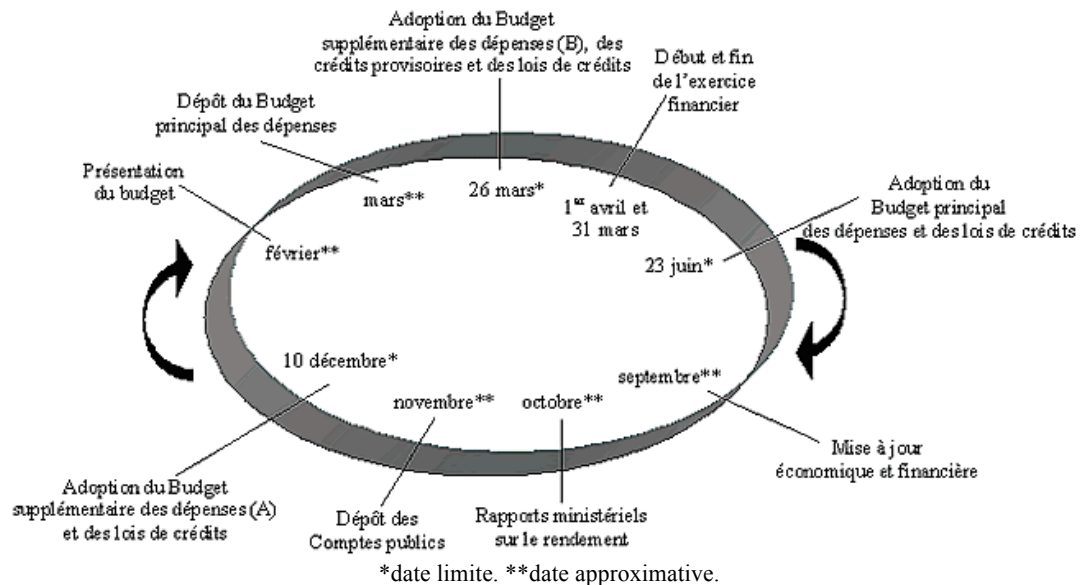 Adoption du Budget
supplémentaire des dépenses (B), des
crédits provisoires et des lois de crédits
Début et fin
de l'exercice
financier
Dépôt du Budget
principal des dépenses
Présentation
du budget
mars**
26 mars*
1er avril et
31 mars
Adoption du
Budget principal
des dépenses et des lois de crédits
février**
23 juin*
10 décembre*
novembre**
octobre**
septembre**
Mise à jour
économique et financière
Adoption du Budget
supplémentaire des dépenses (A)
et des lois de crédits
Dépôt des
Comptes publics
Rapports ministériels
sur le rendement
*date limite. **date approximative.